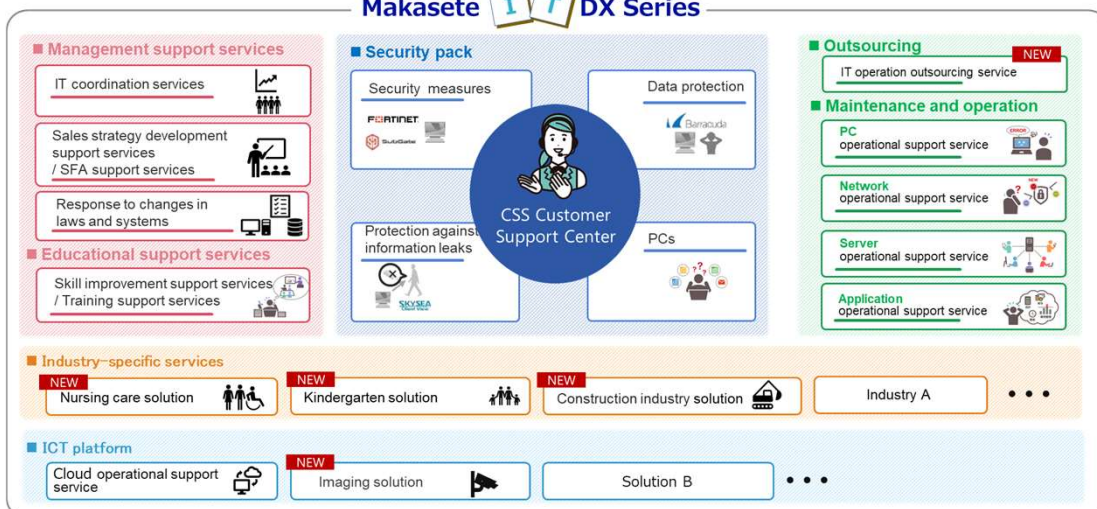 Makasete IT DX Series
Management support services
IT coordination services
Sales strategy development
support services
/ SFA support services
Response to changes in
laws and systems
Educational support services
Skill improvement support services
/ Training support services
Security pack
Security measures
FORTINET
SubGate
Data protection
Barracuda
CSS Customer
Support Center
Protection against
information leaks
SKYSEA
Client View
PCs
Outsourcing
NEW
IT operation outsourcing service
Maintenance and operation
PC
operational support service
ERROR
Network
operational support service
NEW
Server
operational support service
Application
operational support service
Industry-specific services
NEW
Nursing care solution
NEW
Kindergarten solution
NEW
Construction industry solution
Industry A
• • •
ICT platform
Cloud operational support
service
NEW
Imaging solution
Solution B
• • •